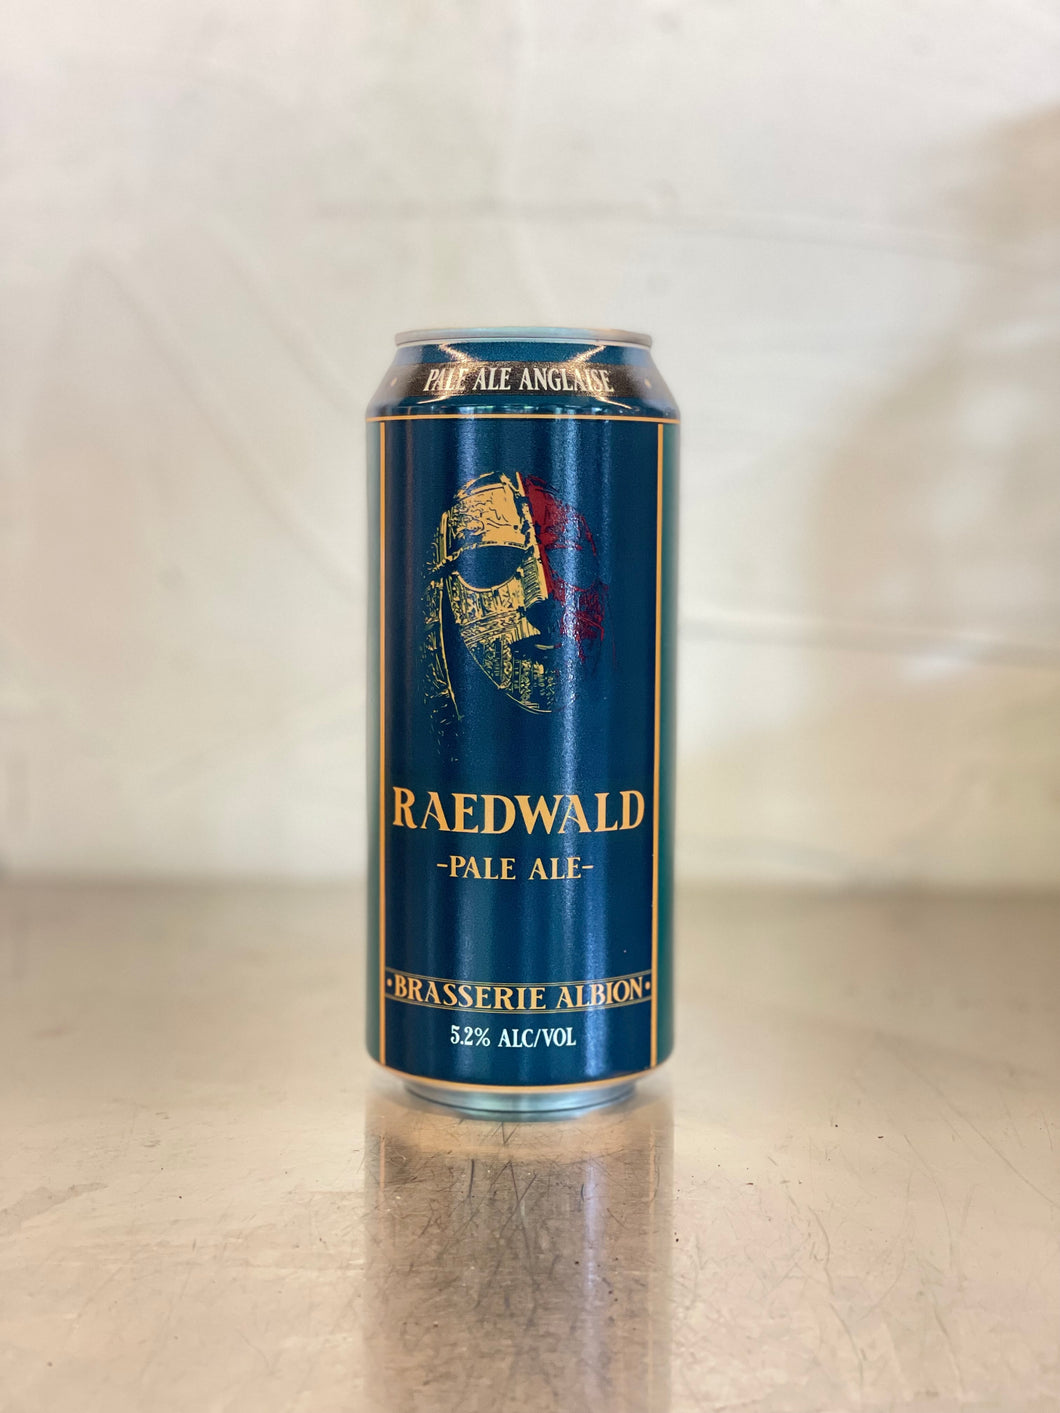 PALE ALE ANGLAISE
RAEDWALD
-PALE ALE-
·BRASSERIE ALBION·
5.2% ALC/VOL